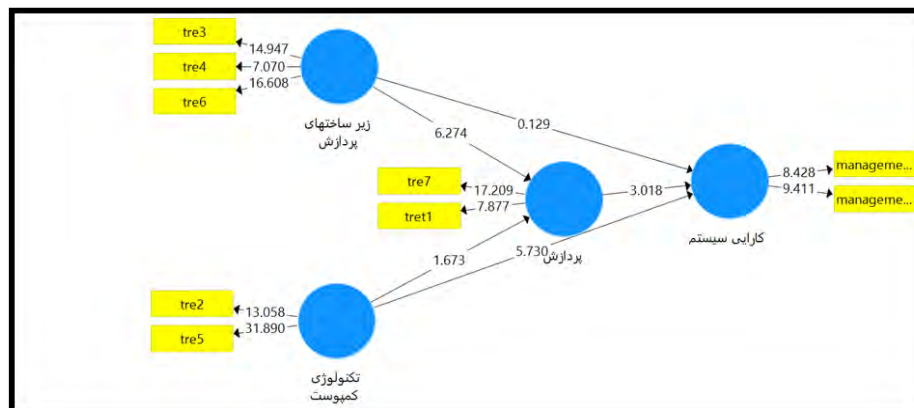 tre3
14.947
tre4
7.070
tre6
16.608
زیر ساختهای
پردازش
0.129
6.274
tre7
17.209
tret1
7.877
پردازش
3.018
manageme...
8.428
manageme...
9.411
کارایی سیستم
5.730
1.673
tre2
13.058
tre5
31.890
تکنولوژی
کمپوست